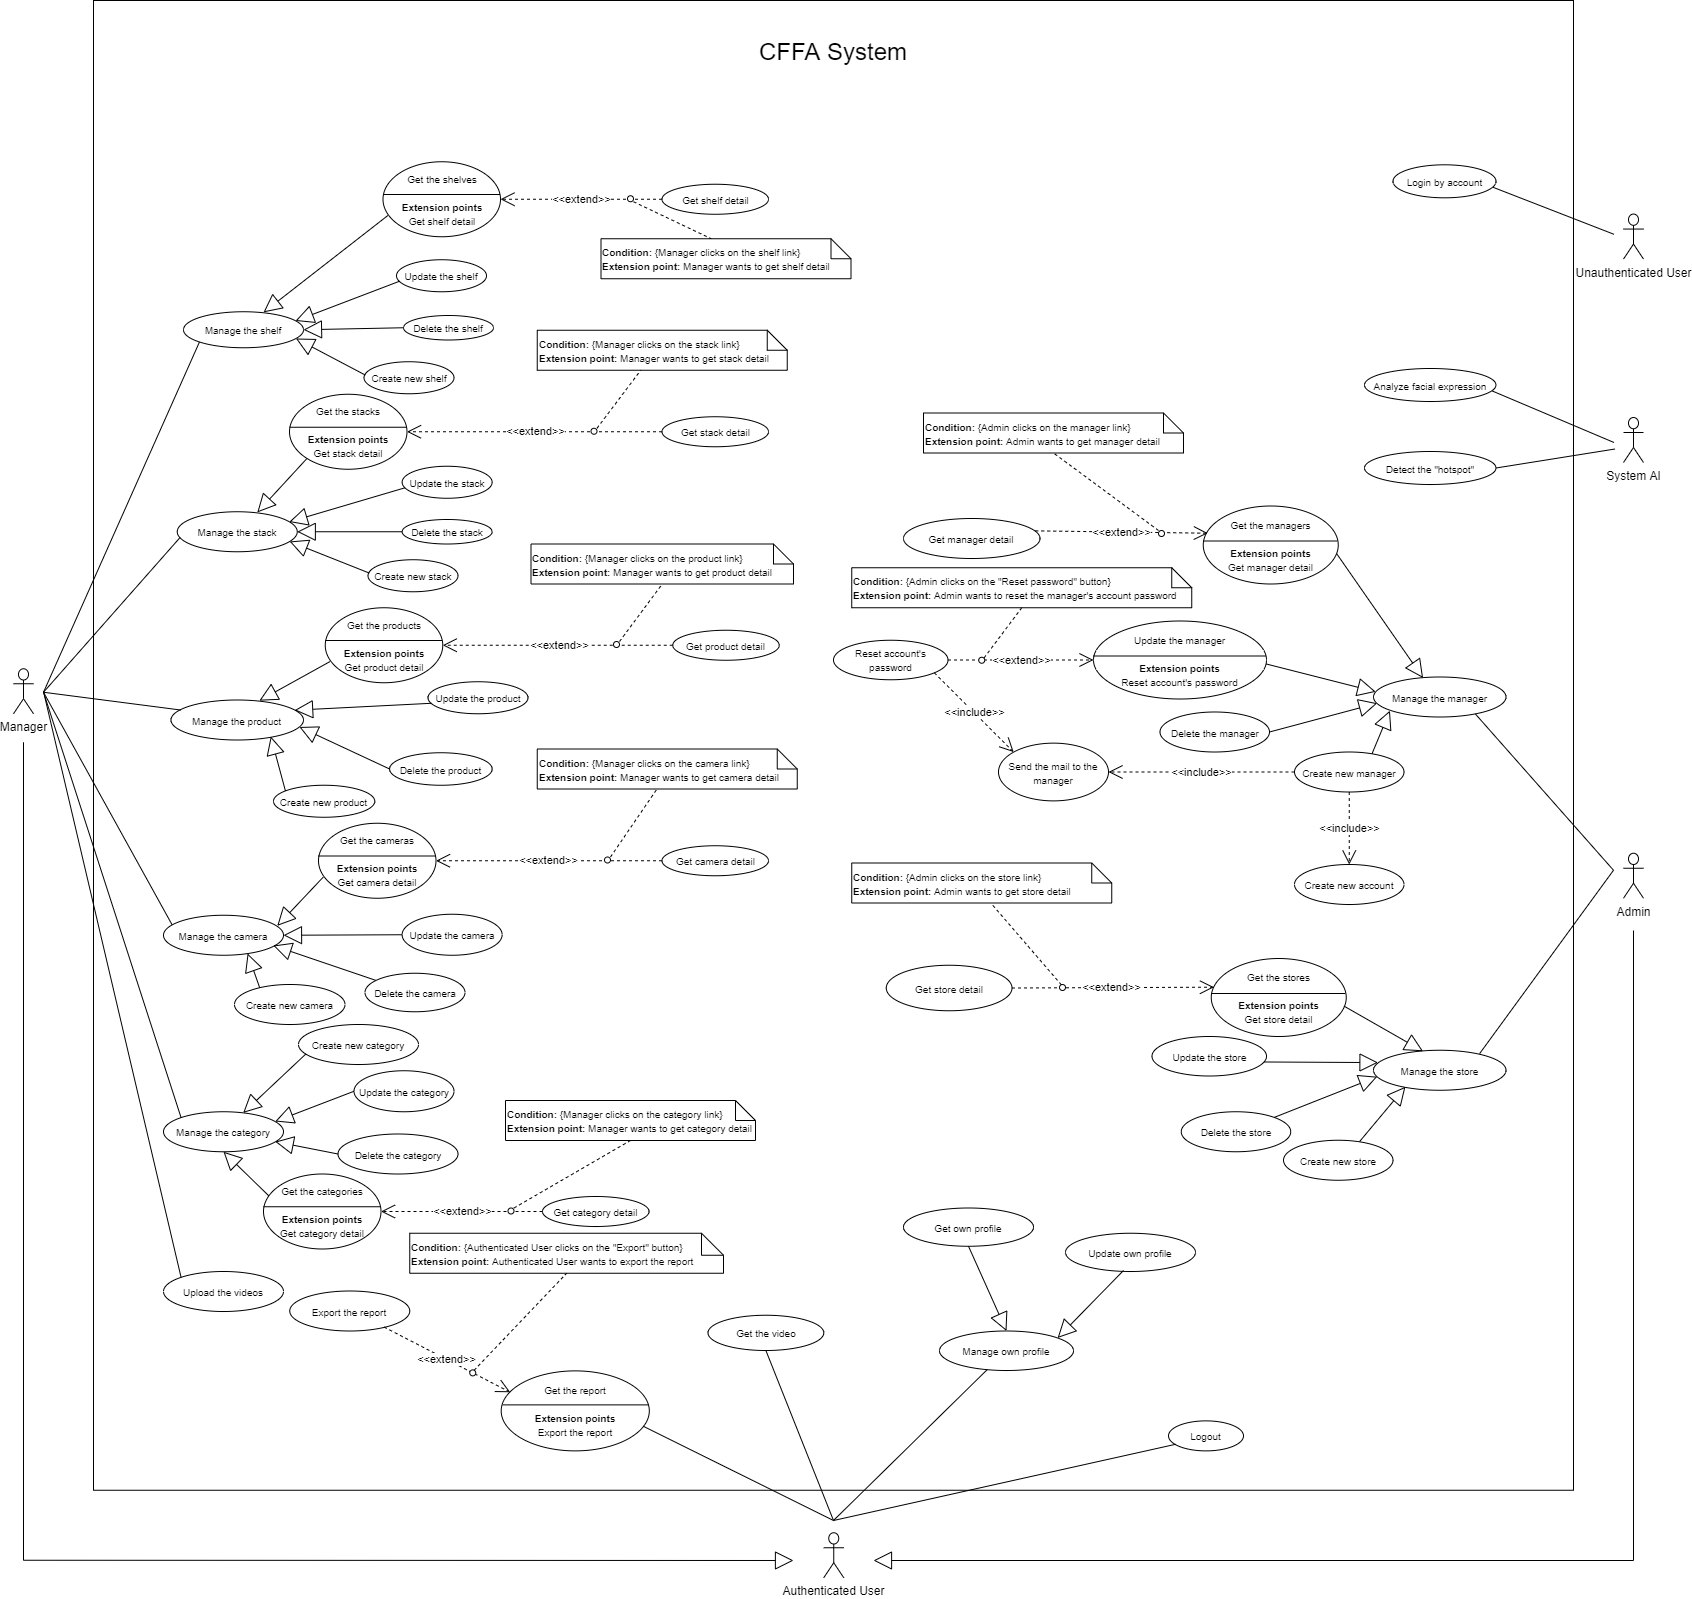 CFFA System
Get the shelves
Extension points
Get shelf detail
<<extend>>
Get shelf detail
Condition: {Manager clicks on the shelf link}
Extension point: Manager wants to get shelf detail
Update the shelf
Manage the shelf
Delete the shelf
Create new shelf
Condition: {Manager clicks on the stack link}
Extension point: Manager wants to get stack detail
Get the stacks
Extension points
Get stack detail
<<extend>>
Get stack detail
Update the stack
Manage the stack
Delete the stack
Create new stack
Condition: {Manager clicks on the product link}
Extension point: Manager wants to get product detail
Get the products
Extension points
Get product detail
<<extend>>
Get product detail
Update the product
Manage the product
Delete the product
Create new product
Manager
Condition: {Manager clicks on the camera link}
Extension point: Manager wants to get camera detail
Get the cameras
Extension points
Get camera detail
<<extend>>
Get camera detail
Manage the camera
Update the camera
Delete the camera
Create new camera
Create new category
Update the category
Manage the category
Delete the category
Condition: {Manager clicks on the category link}
Extension point: Manager wants to get category detail
Get the categories
Extension points
Get category detail
<<extend>>
Get category detail
Condition: {Authenticated User clicks on the "Export" button}
Extension point: Authenticated User wants to export the report
Upload the videos
Export the report
<<extend>>
Get the report
Extension points
Export the report
Get the video
Login by account
Unauthenticated User
Analyze facial expression
Detect the "hotspot"
System AI
Condition: {Admin clicks on the manager link}
Extension point: Admin wants to get manager detail
Get manager detail
<<extend>>
Get the managers
Extension points
Get manager detail
Condition: {Admin clicks on the "Reset password" button}
Extension point: Admin wants to reset the manager's account password
Reset account's
password
<<extend>>
Update the manager
Extension points
Reset account's password
Manage the manager
<<include>>
Delete the manager
Send the mail to the
manager
<<include>>
Create new manager
<<include>>
Create new account
Admin
Condition: {Admin clicks on the store link}
Extension point: Admin wants to get store detail
Get store detail
<<extend>>
Get the stores
Extension points
Get store detail
Update the store
Manage the store
Delete the store
Create new store
Get own profile
Update own profile
Manage own profile
Logout
Authenticated User